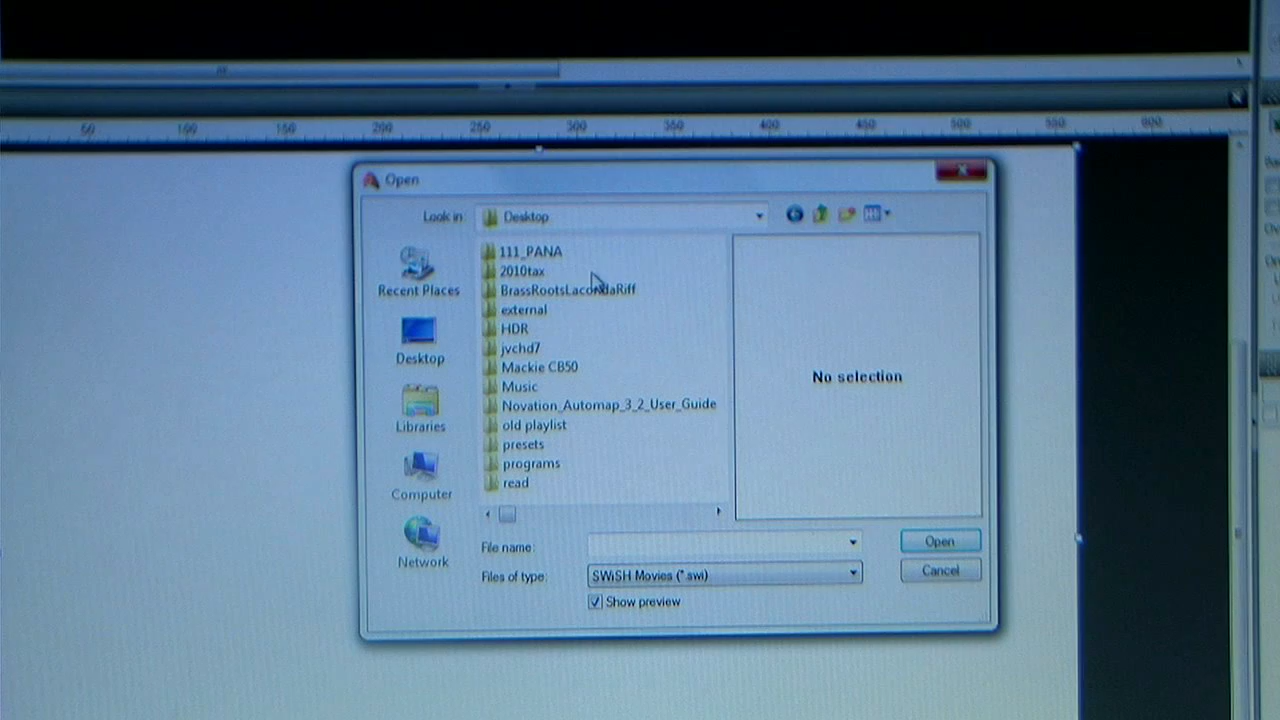 50 100 150 200 250 300 350 400 450 500 550 600
Open
Look in: Desktop
111_PANA
2010tax
Recent Places
BrassRootsLacondaRiff
external
HDR
jvchd7
Desktop
Mackie CB50
No selection
Music
Novation_Automap_3_2_User_Guide
Libraries
old playlist
presets
programs
read
Computer
File name:
Open
Network
Files of type: SWiSH Movies (*.swi)
Cancel
Show preview